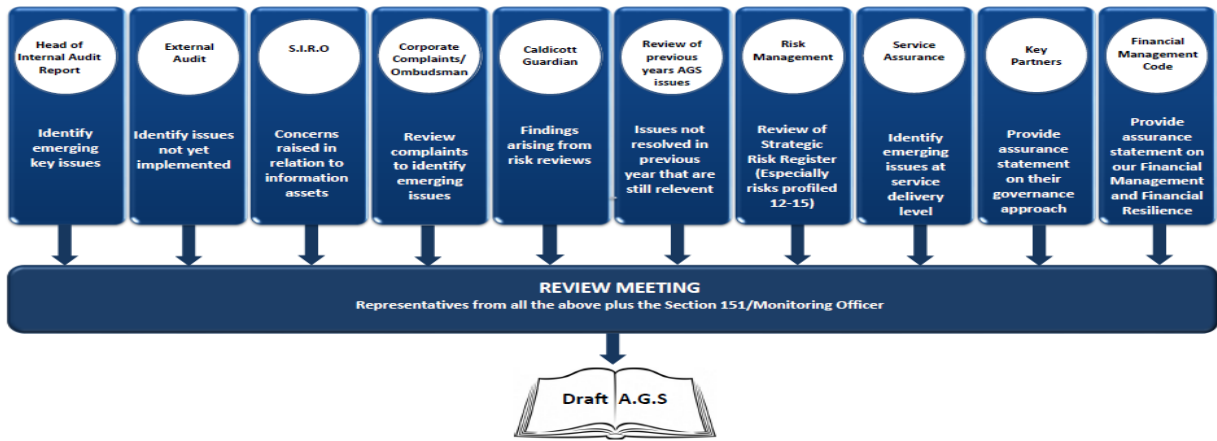 Head of
Internal Audit
Report
Identify
emerging
key issues
External
Audit
Identify issues
not yet
implemented
S.I.R.O
Concerns
raised in
relation to
information
assets
Corporate
Complaints/
Ombudsman
Review
complaints
to identify
emerging
issues
Caldicott
Guardian
Findings
arising from
risk reviews
Review of
previous
years AGS
issues
Issues not
resolved in
previous
year that are
still relevent
Risk
Management
Review of
Strategic
Risk Register
(Especially
risks profiled
12-15)
Service
Assurance
Identify
emerging
issues at
service
delivery
level
Key
Partners
Provide
assurance
statement
on their
governance
approach
Financial
Management
Code
Provide
assurance
statement on
our Financial
Management
and Financial
Resilience
REVIEW MEETING
Representatives from all the above plus the Section 151/Monitoring Officer
Draft A.G.S